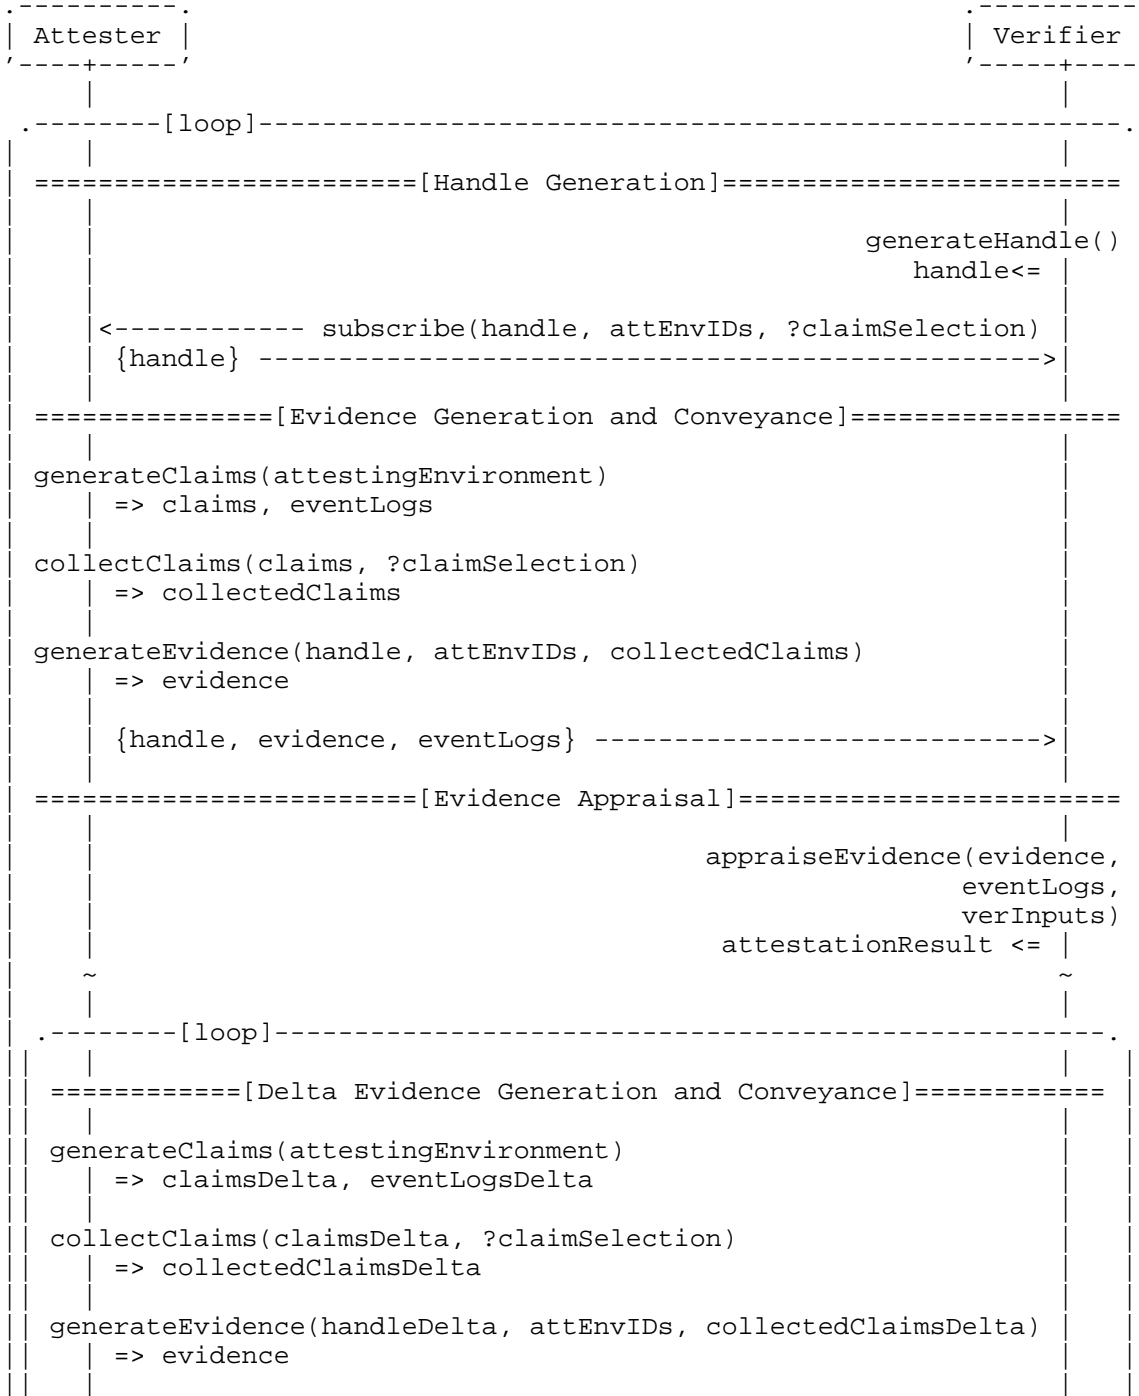 .----------.                                                .----------
| Attester |                                                | Verifier
'----+-----'                                                '-----+----
     |                                                            |
 .--------[loop]------------------------------------------------------.
|    |                                                            |
| ========================[Handle Generation]=========================
|    |                                                            |
|    |                                                generateHandle()
|    |                                                   handle<= |
|    |                                                            |
|    |<------------ subscribe(handle, attEnvIDs, ?claimSelection) |
|    | {handle} ------------------------------------------------->|
|    |                                                            |
| ===============[Evidence Generation and Conveyance]=================
|    |                                                            |
| generateClaims(attestingEnvironment)                            |
|    | => claims, eventLogs                                       |
|    |                                                            |
| collectClaims(claims, ?claimSelection)                          |
|    | => collectedClaims                                         |
|    |                                                            |
| generateEvidence(handle, attEnvIDs, collectedClaims)            |
|    | => evidence                                                |
|    |                                                            |
|    | {handle, evidence, eventLogs} ---------------------------->|
|    |                                                            |
| ========================[Evidence Appraisal]========================
|    |                                                            |
|    |                                      appraiseEvidence(evidence,
|    |                                                      eventLogs,
|    |                                                      verInputs)
|    |                                       attestationResult <= |
|    ~                                                            ~
|    |                                                            |
| .--------[loop]----------------------------------------------------.
||   |                                                            |   |
|| ============[Delta Evidence Generation and Conveyance]============ |
||   |                                                            |   |
|| generateClaims(attestingEnvironment)                           |   |
||   | => claimsDelta, eventLogsDelta                             |   |
||   |                                                            |   |
|| collectClaims(claimsDelta, ?claimSelection)                    |   |
||   | => collectedClaimsDelta                                    |   |
||   |                                                            |   |
|| generateEvidence(handleDelta, attEnvIDs, collectedClaimsDelta) |   |
||   | => evidence                                                |   |
||   |                                                            |   |